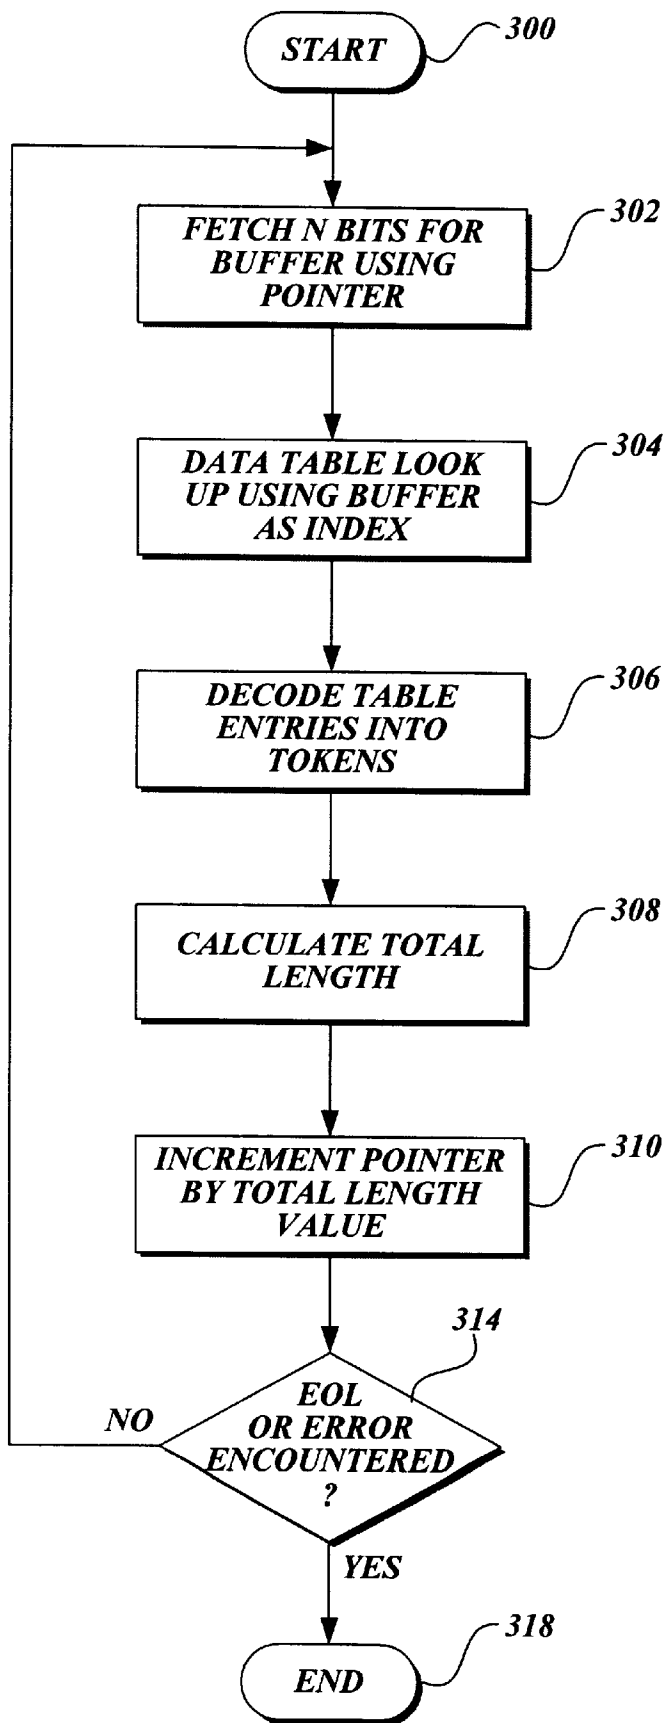 START
300
FETCH N BITS FOR
BUFFER USING
POINTER
302
DATA TABLE LOOK
UP USING BUFFER
AS INDEX
304
DECODE TABLE
ENTRIES INTO
TOKENS
306
CALCULATE TOTAL
LENGTH
308
INCREMENT POINTER
BY TOTAL LENGTH
VALUE
310
314
EOL
OR ERROR
ENCOUNTERED
?
NO
YES
END
318